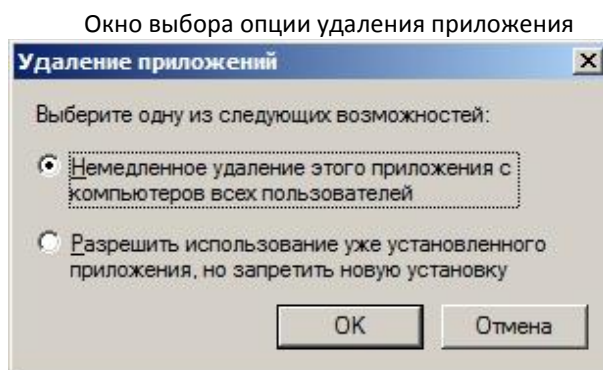 Окно выбора опции удаления приложения
Удаление приложений
Выберите одну из следующих возможностей:
Немедленное удаление этого приложения с
компьютеров всех пользователей
Разрешить использование уже установленного
приложения, но запретить новую установку
OK
Отмена